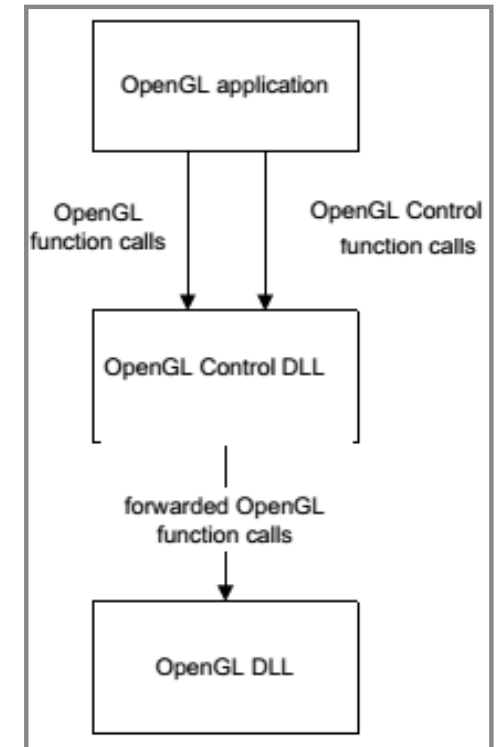 OpenGL application
OpenGL
function calls
OpenGL Control
function calls
OpenGL Control DLL
forwarded OpenGL
function calls
OpenGL DLL